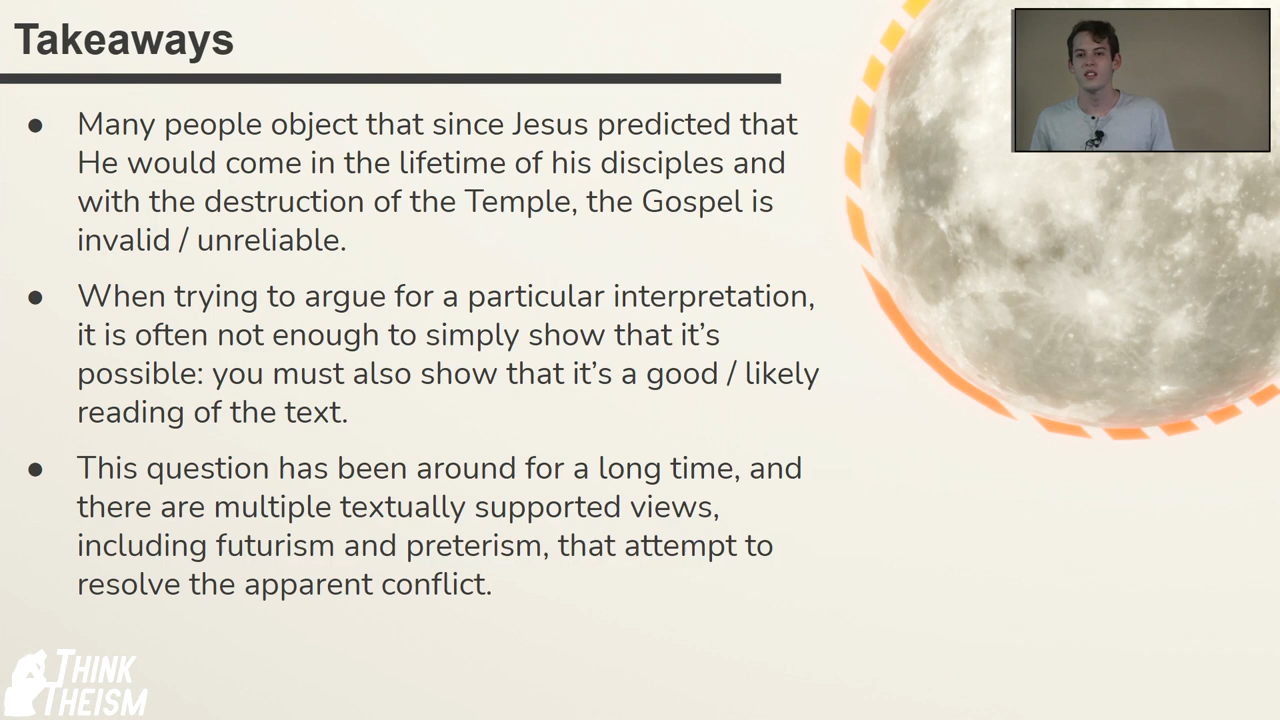 Takeaways
● Many people object that since Jesus predicted that
He would come in the lifetime of his disciples and
with the destruction of the Temple, the Gospel is
invalid / unreliable.
● When trying to argue for a particular interpretation,
it is often not enough to simply show that it’s
possible: you must also show that it’s a good / likely
reading of the text.
● This question has been around for a long time, and
there are multiple textually supported views,
including futurism and preterism, that attempt to
resolve the apparent conflict.
THINK
THEISM